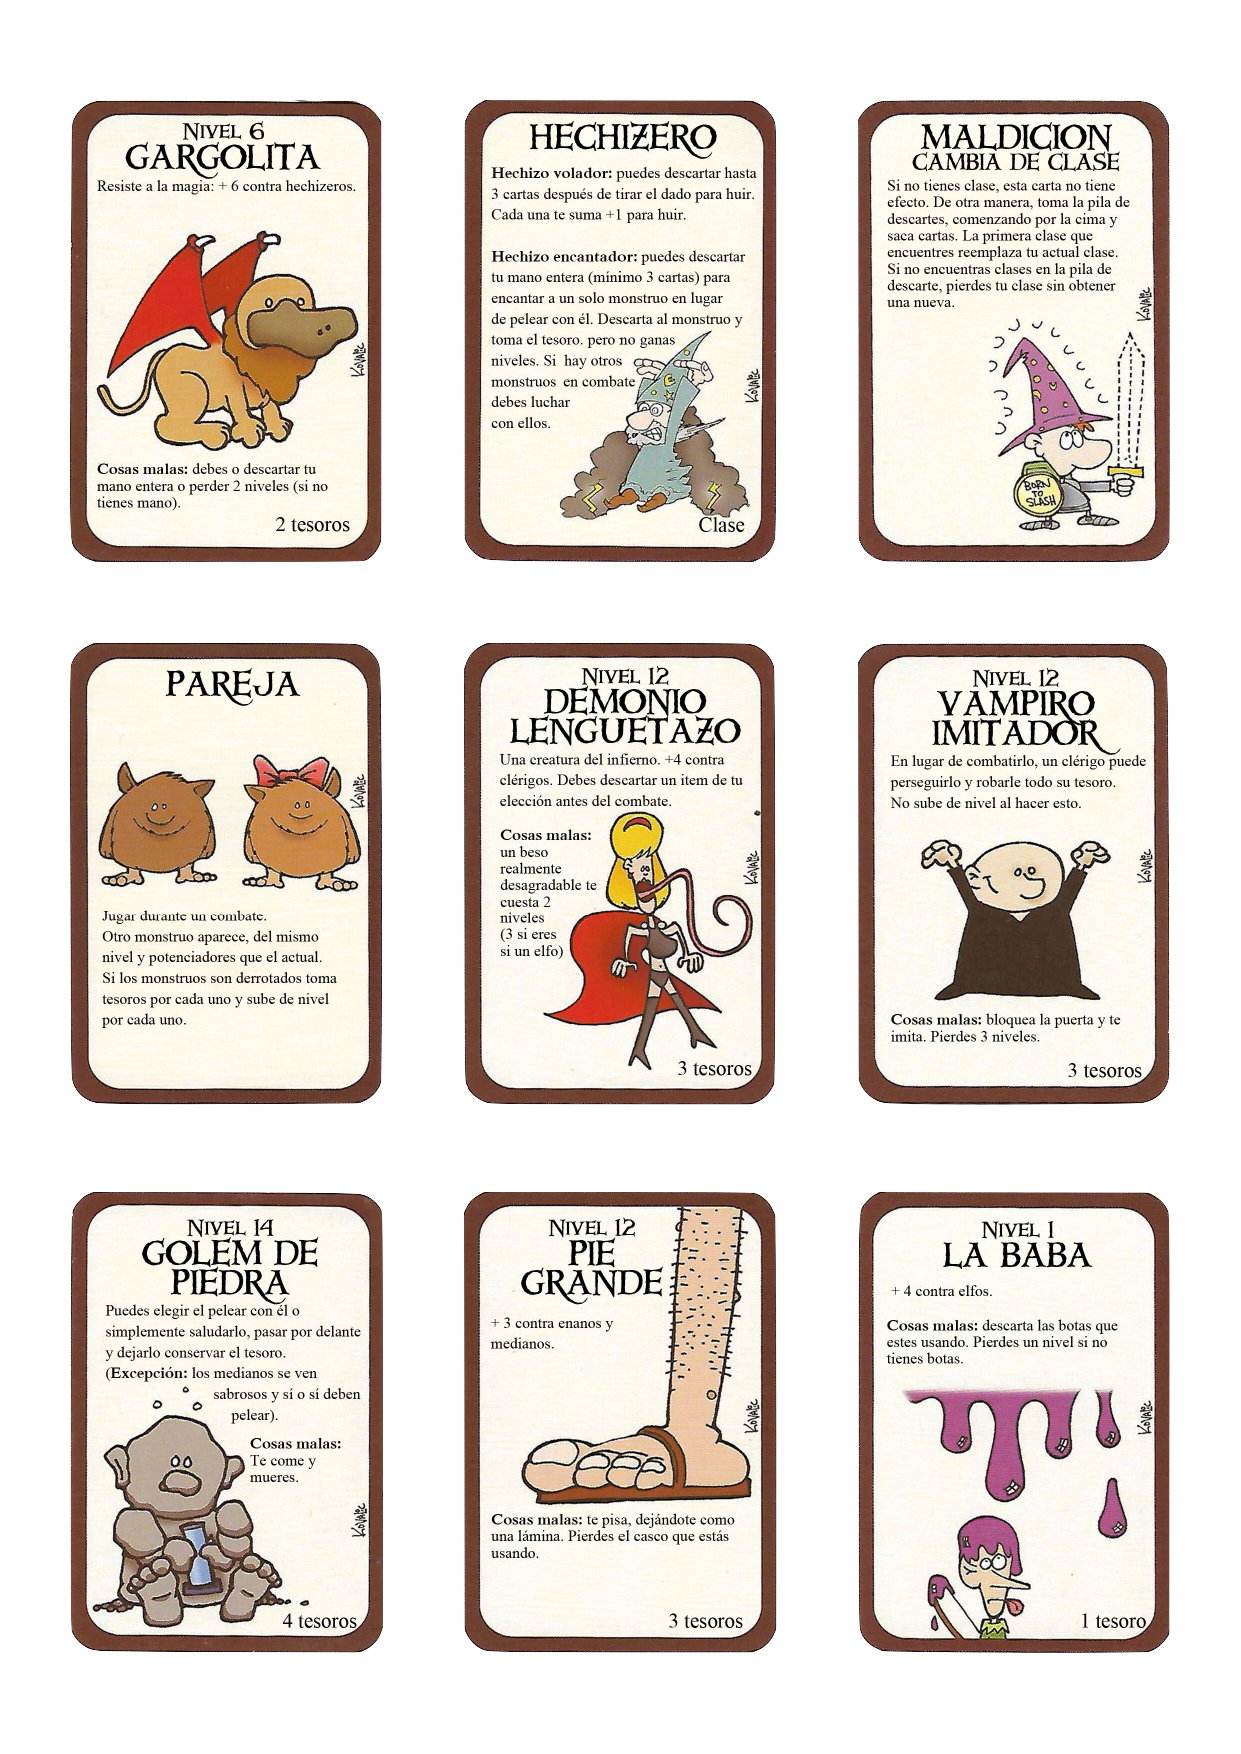 NIVEL 6
GARGOLITA
Resiste a la magia: + 6 contra hechizeros.
KOVALIC
Cosas malas: debes o descartar tu
mano entera o perder 2 niveles (si no
tienes mano).
2 tesoros
HECHIZERO
Hechizo volador: puedes descartar hasta
3 cartas después de tirar el dado para huir.
Cada una te suma +1 para huir.
Hechizo encantador: puedes descartar
tu mano entera (mínimo 3 cartas) para
encantar a un solo monstruo en lugar
de pelear con él. Descarta al monstruo y
toma el tesoro. pero no ganas
niveles. Si hay otros
monstruos en combate
debes luchar
con ellos.
KOVALIC
Clase
MALDICION
CAMBIA DE CLASE
Si no tienes clase, esta carta no tiene
efecto. De otra manera, toma la pila de
descartes, comenzando por la cima y
saca cartas. La primera clase que
encuentres reemplaza tu actual clase.
Si no encuentras clases en la pila de
descarte, pierdes tu clase sin obtener
una nueva.
KOVALIC
BORN
TO
SLASH
PAREJA
KOVALIC
Jugar durante un combate.
Otro monstruo aparece, del mismo
nivel y potenciadores que el actual.
Si los monstruos son derrotados toma
tesoros por cada uno y sube de nivel
por cada uno.
NIVEL 12
DEMONIO
LENGUETAZO
Una creatura del infierno. +4 contra
clérigos. Debes descartar un item de tu
elección antes del combate.
Cosas malas:
un beso
realmente
desagradable te
cuesta 2
niveles
(3 si eres
si un elfo)
KOVALIC
3 tesoros
NIVEL 12
VAMPIRO
IMITADOR
En lugar de combatirlo, un clérigo puede
perseguirlo y robarle todo su tesoro.
No sube de nivel al hacer esto.
KOVALIC
Cosas malas: bloquea la puerta y te
imita. Pierdes 3 niveles.
3 tesoros
NIVEL 14
GOLEM DE
PIEDRA
Puedes elegir el pelear con él o
simplemente saludarlo, pasar por delante
y dejarlo conservar el tesoro.
(Excepción: los medianos se ven
sabrosos y sí o sí deben
pelear).
Cosas malas:
Te come y
mueres.
KOVALIC
4 tesoros
NIVEL 12
PIE
GRANDE
+ 3 contra enanos y
medianos.
KOVALIC
Cosas malas: te pisa, dejándote como
una lámina. Pierdes el casco que estás
usando.
3 tesoros
NIVEL 1
LA BABA
+ 4 contra elfos.
Cosas malas: descarta las botas que
estes usando. Pierdes un nivel si no
tienes botas.
KOVALIC
1 tesoro